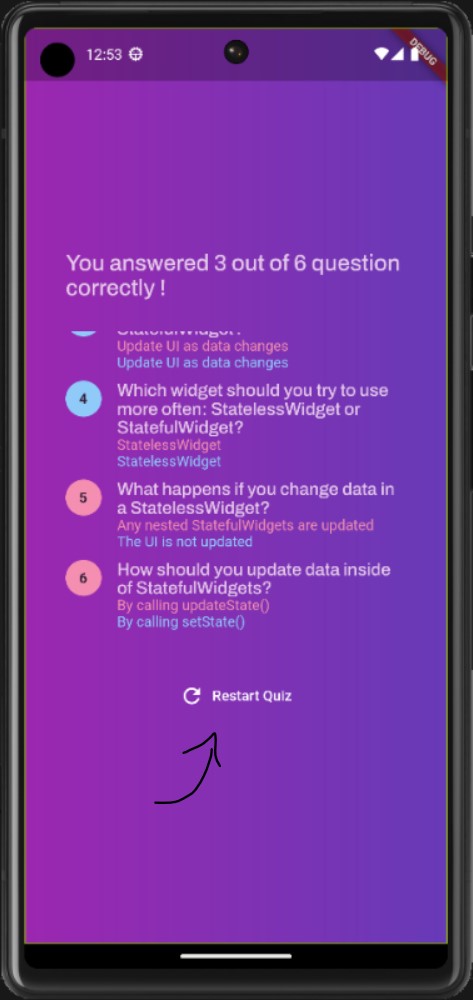 12:53
DEBUG
You answered 3 out of 6 question
correctly !
StatefulWidget?
Update UI as data changes
Update UI as data changes
4
Which widget should you try to use
more often: StatelessWidget or
StatefulWidget?
StatelessWidget
StatelessWidget
5
What happens if you change data in
a StatelessWidget?
Any nested StatefulWidgets are updated
The UI is not updated
6
How should you update data inside
of StatefulWidgets?
By calling updateState()
By calling setState()
Restart Quiz